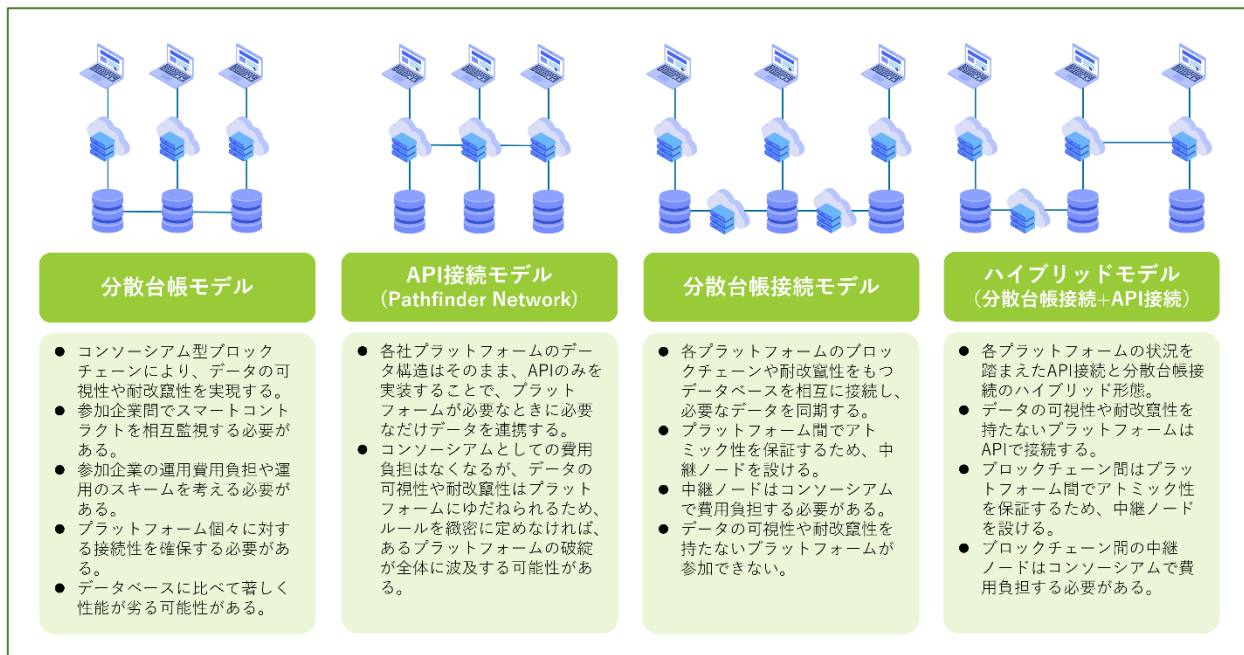 分散台帳モデル
● コンソーシアム型ブロック
チェーンにより、データの可
視性や耐改竄性を実現する。
● 参加企業間でスマートコント
ラクトを相互監視する必要が
ある。
● 参加企業の運用費用負担や運
用のスキームを考える必要が
ある。
● プラットフォーム個々に対す
る接続性を確保する必要があ
る。
● データベースに比べて著しく
性能が劣る可能性がある。
API接続モデル
(Pathfinder Network)
● 各社プラットフォームのデー
タ構造はそのまま、APIのみを
実装することで、プラット
フォームが必要なときに必要
なだけデータを連携する。
● コンソーシアムとしての費用
負担はなくなるが、データの
可視性や耐改竄性はプラット
フォームにゆだねられるため、
ルールを緻密に定めなければ、
あるプラットフォームの破綻
が全体に波及する可能性があ
る。
分散台帳接続モデル
● 各プラットフォームのブロッ
クチェーンや耐改竄性をもつ
データベースを相互に接続し、
必要なデータを同期する。
● プラットフォーム間でアト
ミック性を保証するため、中
継ノードを設ける。
● 中継ノードはコンソーシアム
で費用負担する必要がある。
● データの可視性や耐改竄性を
持たないプラットフォームが
参加できない。
ハイブリッドモデル
（分散台帳接続+API接続）
● 各プラットフォームの状況を
踏まえたAPI接続と分散台帳接
続のハイブリッド形態。
● データの可視性や耐改竄性を
持たないプラットフォームは
APIで接続する。
● ブロックチェーン間はプラッ
トフォーム間でアトミック性
を保証するため、中継ノード
を設ける。
● ブロックチェーン間の中継
ノードはコンソーシアムで費
用負担する必要がある。